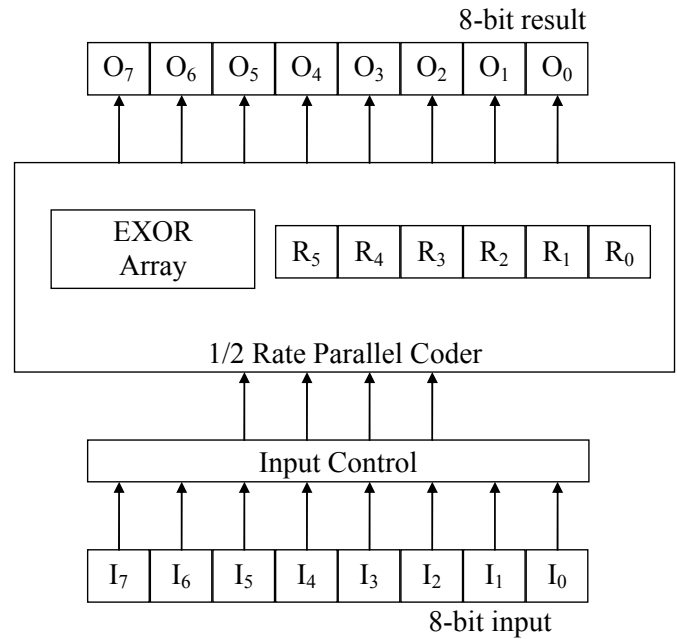 8-bit result
O₇ O₆ O₅ O₄ O₃ O₂ O₁ O₀
EXOR
Array
R₅ R₄ R₃ R₂ R₁ R₀
1/2 Rate Parallel Coder
Input Control
I₇ I₆ I₅ I₄ I₃ I₂ I₁ I₀
8-bit input